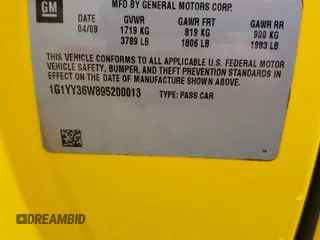 GM
MFD BY GENERAL MOTORS CORP.
DATE GVWR GAWR FRT GAWR RR
04/09 1719 KG 819 KG 900 KG
3789 LB 1806 LB 1983 LB
THIS VEHICLE CONFORMS TO ALL APPLICABLE U.S. FEDERAL MOTOR
VEHICLE SAFETY, BUMPER, AND THEFT PREVENTION STANDARDS IN
EFFECT ON THE DATE OF MANUFACTURE SHOWN ABOVE.
1G1YY36W895200013
TYPE: PASS CAR
DREAMBID